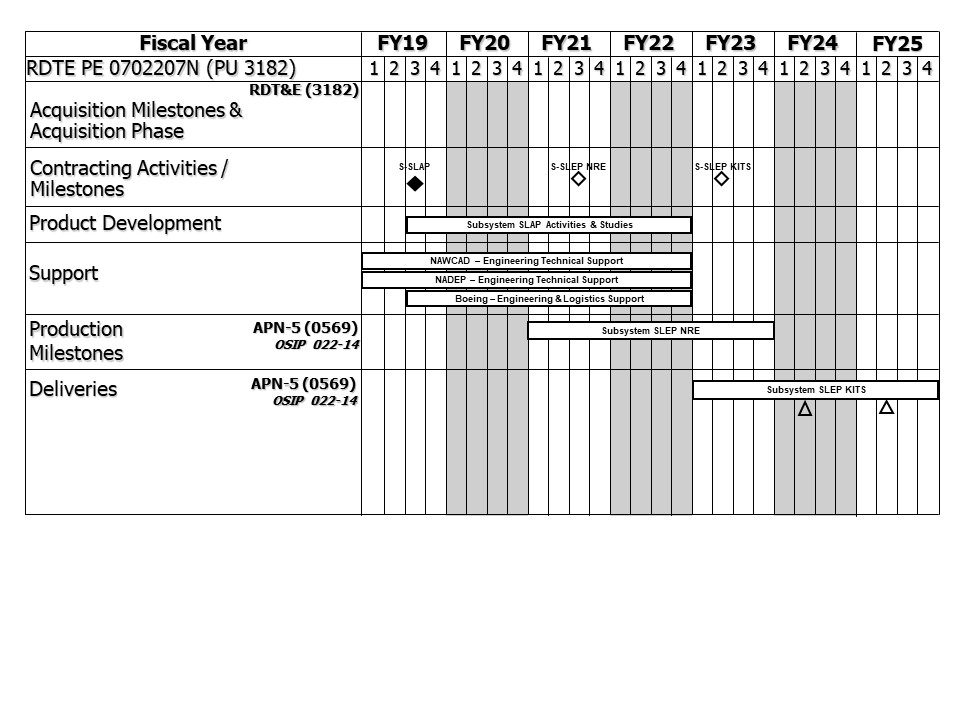 Fiscal Year FY19 FY20 FY21 FY22 FY23 FY24 FY25
RDTE PE 0702207N (PU 3182) 1 2 3 4 1 2 3 4 1 2 3 4 1 2 3 4 1 2 3 4 1 2 3 4 1 2 3 4
RDT&E (3182)
Acquisition Milestones &
Acquisition Phase
Contracting Activities /
Milestones
S-SLAP S-SLEP NRE S-SLEP KITS
Product Development
Subsystem SLAP Activities & Studies
Support
NAWCAD – Engineering Technical Support
NADEP – Engineering Technical Support
Boeing – Engineering & Logistics Support
Production
Milestones
APN-5 (0569)
OSIP 022-14
Subsystem SLEP NRE
Deliveries
APN-5 (0569)
OSIP 022-14
Subsystem SLEP KITS